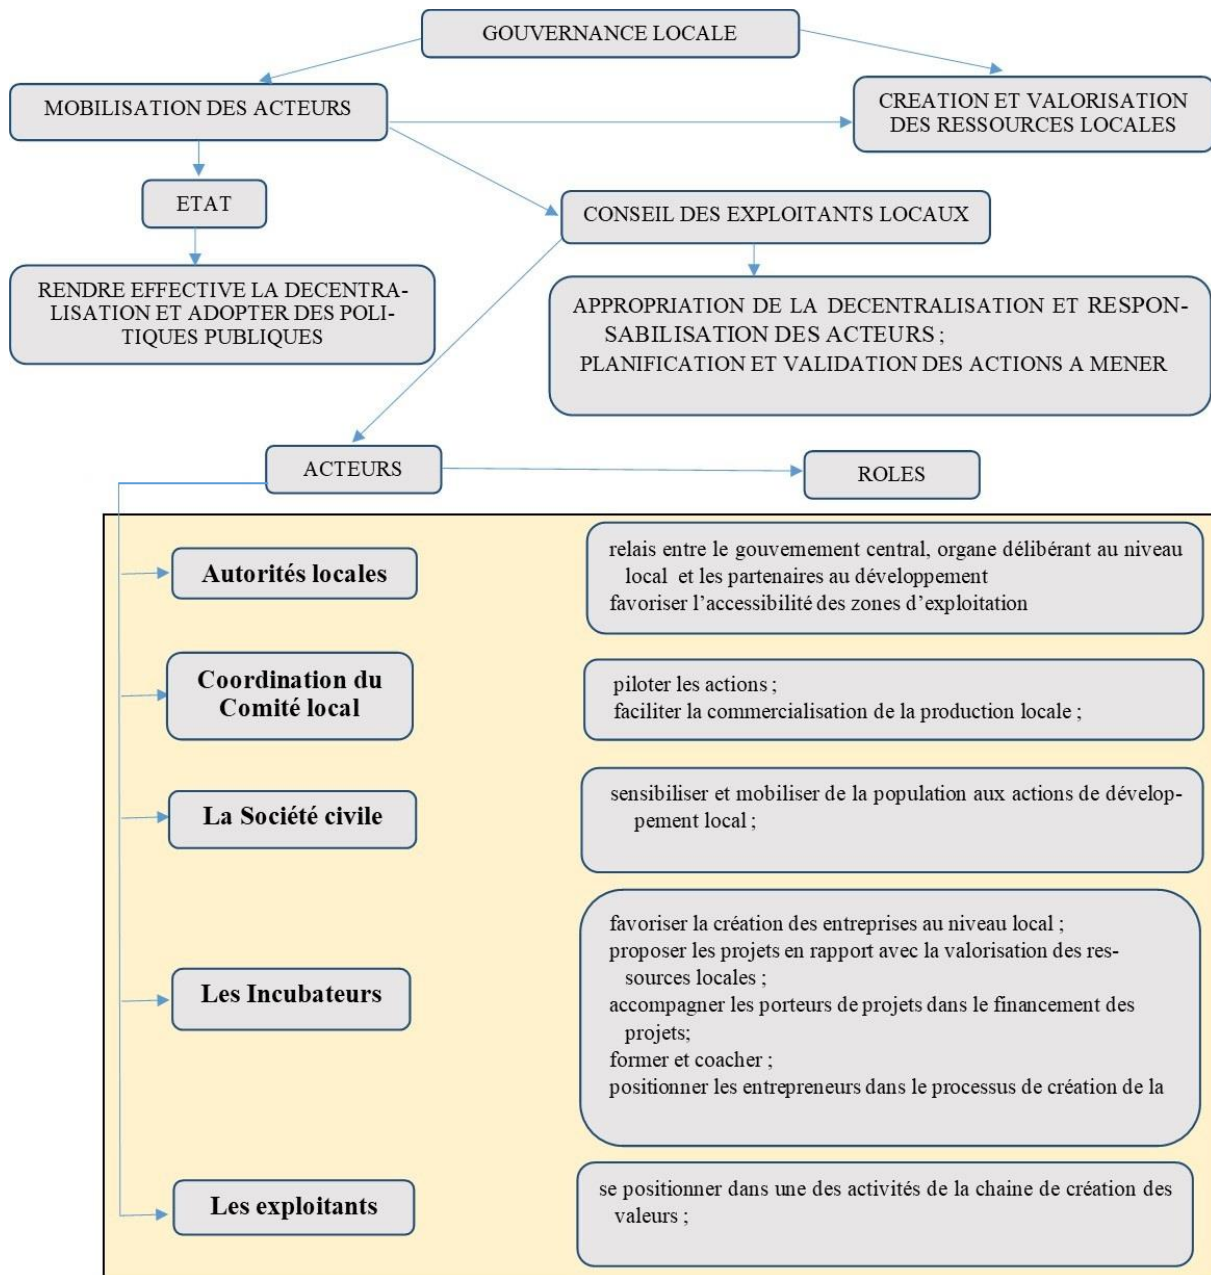 GOUVERNANCE LOCALE
MOBILISATION DES ACTEURS
CREATION ET VALORISATION
DES RESSOURCES LOCALES
ETAT
CONSEIL DES EXPLOITANTS LOCAUX
RENDRE EFFECTIVE LA DECENTRA-
LISATION ET ADOPTER DES POLI-
TIQUES PUBLIQUES
APPROPRIATION DE LA DECENTRALISATION ET RESPON-
SABILISATION DES ACTEURS ;
PLANIFICATION ET VALIDATION DES ACTIONS A MENER
ACTEURS
ROLES
Autorités locales
relais entre le gouvernement central, organe délibérant au niveau
local et les partenaires au développement
favoriser l’accessibilité des zones d’exploitation
Coordination du
Comité local
piloter les actions ;
faciliter la commercialisation de la production locale ;
La Société civile
sensibiliser et mobiliser de la population aux actions de dévelop-
pement local ;
Les Incubateurs
favoriser la création des entreprises au niveau local ;
proposer les projets en rapport avec la valorisation des res-
sources locales ;
accompagner les porteurs de projets dans le financement des
projets;
former et coacher ;
positionner les entrepreneurs dans le processus de création de la
Les exploitants
se positionner dans une des activités de la chaine de création des
valeurs ;